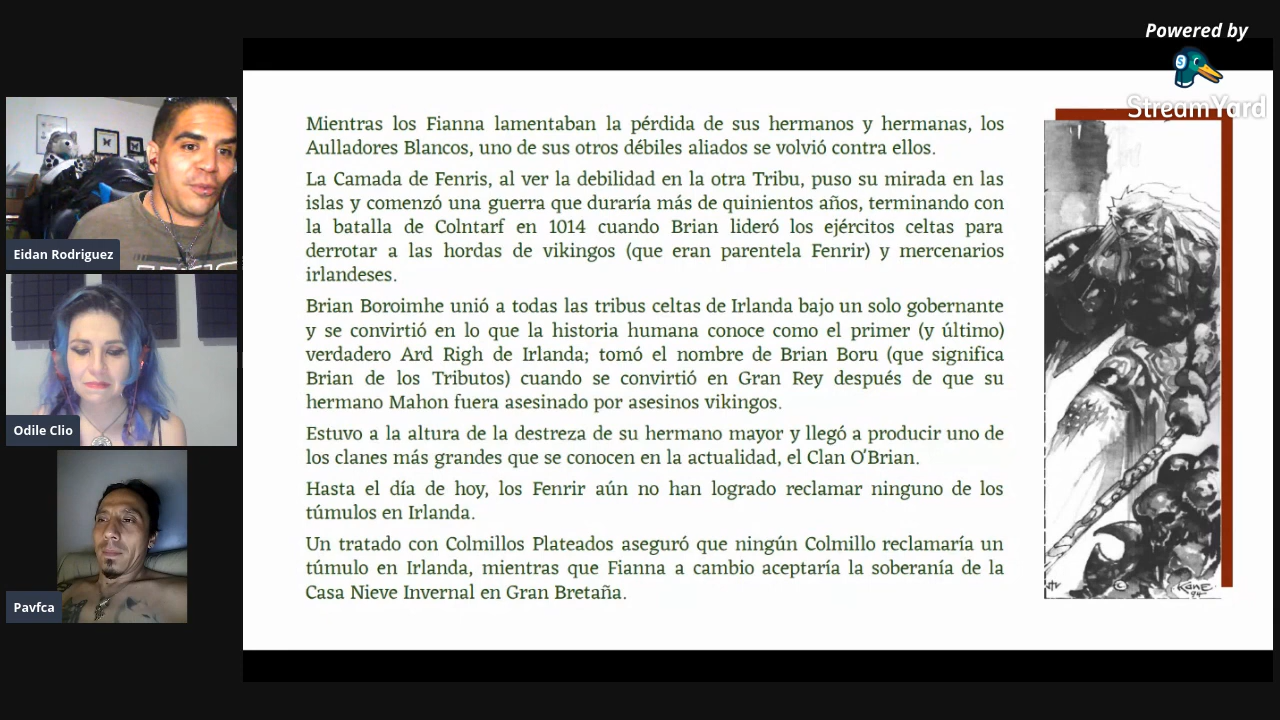 Powered by
StreamYard
Mientras los Fianna lamentaban la pérdida de sus hermanos y hermanas, los
Aulladores Blancos, uno de sus otros débiles aliados se volvió contra ellos.
La Camada de Fenris, al ver la debilidad en la otra Tribu, puso su mirada en las
islas y comenzó una guerra que duraría más de quinientos años, terminando con
la batalla de Colntarf en 1014 cuando Brian lideró los ejércitos celtas para
derrotar a las hordas de vikingos (que eran parentela Fenrir) y mercenarios
irlandeses.
Brian Boroimhe unió a todas las tribus celtas de Irlanda bajo un solo gobernante
y se convirtió en lo que la historia humana conoce como el primer (y último)
verdadero Ard Righ de Irlanda; tomó el nombre de Brian Boru (que significa
Brian de los Tributos) cuando se convirtió en Gran Rey después de que su
hermano Mahon fuera asesinado por asesinos vikingos.
Estuvo a la altura de la destreza de su hermano mayor y llegó a producir uno de
los clanes más grandes que se conocen en la actualidad, el Clan O'Brian.
Hasta el día de hoy, los Fenrir aún no han logrado reclamar ninguno de los
túmulos en Irlanda.
Un tratado con Colmillos Plateados aseguró que ningún Colmillo reclamaría un
túmulo en Irlanda, mientras que Fianna a cambio aceptaría la soberanía de la
Casa Nieve Invernal en Gran Bretaña.
Eidan Rodriguez
Odile Clio
Pavfca
© KANE
94